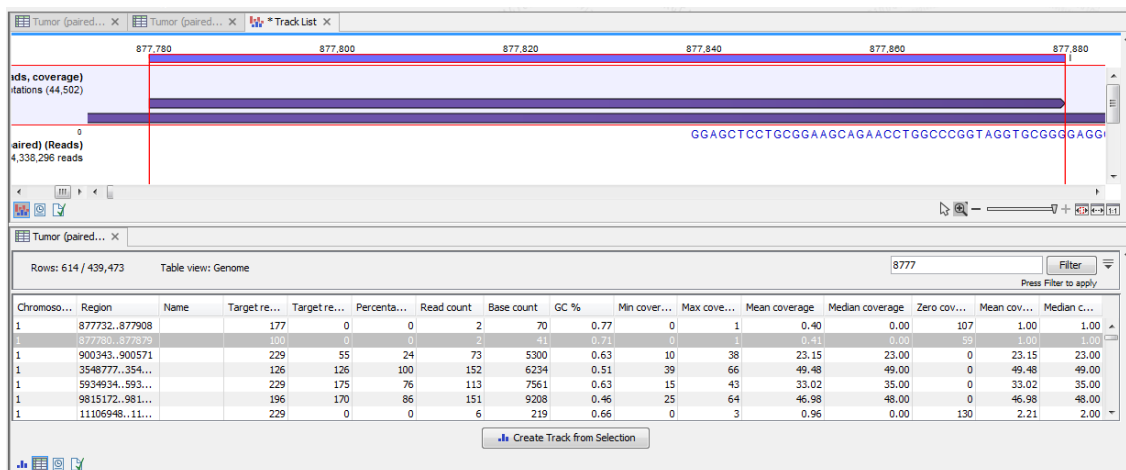 Tumor (paired... Tumor (paired... * Track List
877,780 877,800 877,820 877,840 877,860 877,880
ads, coverage)
tations (44,502)
0
GGAGCTCCTGCGGAAGCAGAACCTGGCCCGGTAGGTGCGGGGAGG
aired) (Reads)
4,338,296 reads
1:1
Tumor (paired...
Rows: 614 / 439,473 Table view: Genome 8777 Filter
Press Filter to apply
Chromoso... Region Name Target re... Target re... Percenta... Read count Base count GC % Min cover... Max cove... Mean coverage Median coverage Zero cov... Mean cov... Median c...
1 877732..877908 177 0 0 2 70 0.77 0 1 0.40 0.00 107 1.00 1.00
1 877780..877879 100 0 0 2 41 0.71 0 1 0.41 0.00 59 1.00 1.00
1 900343..900571 229 55 24 73 5300 0.63 10 38 23.15 23.00 0 23.15 23.00
1 3548777..354... 126 126 100 152 6234 0.51 39 66 49.48 49.00 0 49.48 49.00
1 5934934..593... 229 175 76 113 7561 0.63 15 43 33.02 35.00 0 33.02 35.00
1 9815172..981... 196 170 86 151 9208 0.46 25 64 46.98 48.00 0 46.98 48.00
1 11106948..11... 229 0 0 6 219 0.66 0 3 0.96 0.00 130 2.21 2.00
Create Track from Selection